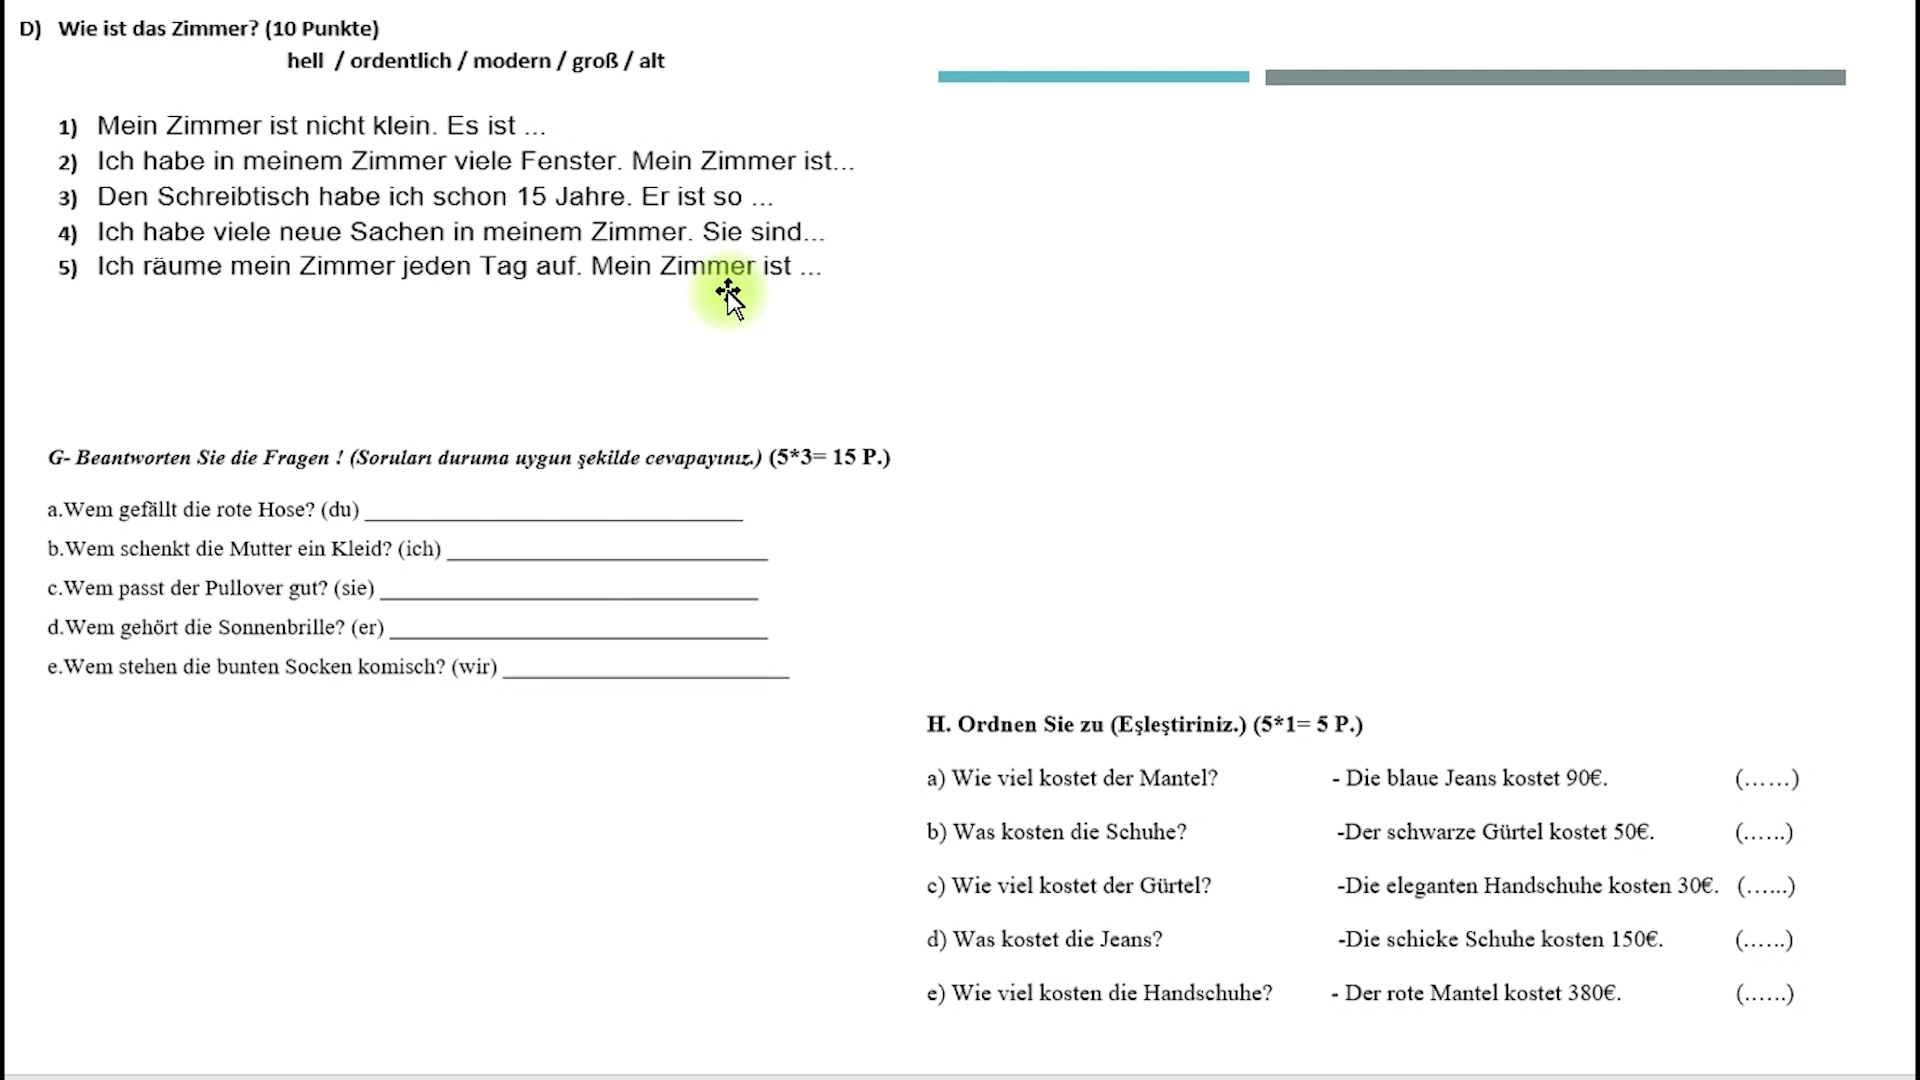 D) Wie ist das Zimmer? (10 Punkte)
hell / ordentlich / modern / groß / alt
1) Mein Zimmer ist nicht klein. Es ist ...
2) Ich habe in meinem Zimmer viele Fenster. Mein Zimmer ist...
3) Den Schreibtisch habe ich schon 15 Jahre. Er ist so ...
4) Ich habe viele neue Sachen in meinem Zimmer. Sie sind...
5) Ich räume mein Zimmer jeden Tag auf. Mein Zimmer ist ...
G- Beantworten Sie die Fragen ! (Soruları duruma uygun şekilde cevapayınız.) (5*3= 15 P.)
a.Wem gefällt die rote Hose? (du) ____________________
b.Wem schenkt die Mutter ein Kleid? (ich) ____________________
c.Wem passt der Pullover gut? (sie) ____________________
d.Wem gehört die Sonnenbrille? (er) ____________________
e.Wem stehen die bunten Socken komisch? (wir) ____________________
H. Ordnen Sie zu (Eşleştiriniz.) (5*1= 5 P.)
a) Wie viel kostet der Mantel? - Die blaue Jeans kostet 90€. (……)
b) Was kosten die Schuhe? -Der schwarze Gürtel kostet 50€. (…...)
c) Wie viel kostet der Gürtel? -Die eleganten Handschuhe kosten 30€. (…...)
d) Was kostet die Jeans? -Die schicke Schuhe kosten 150€. (…...)
e) Wie viel kosten die Handschuhe? - Der rote Mantel kostet 380€. (…...)